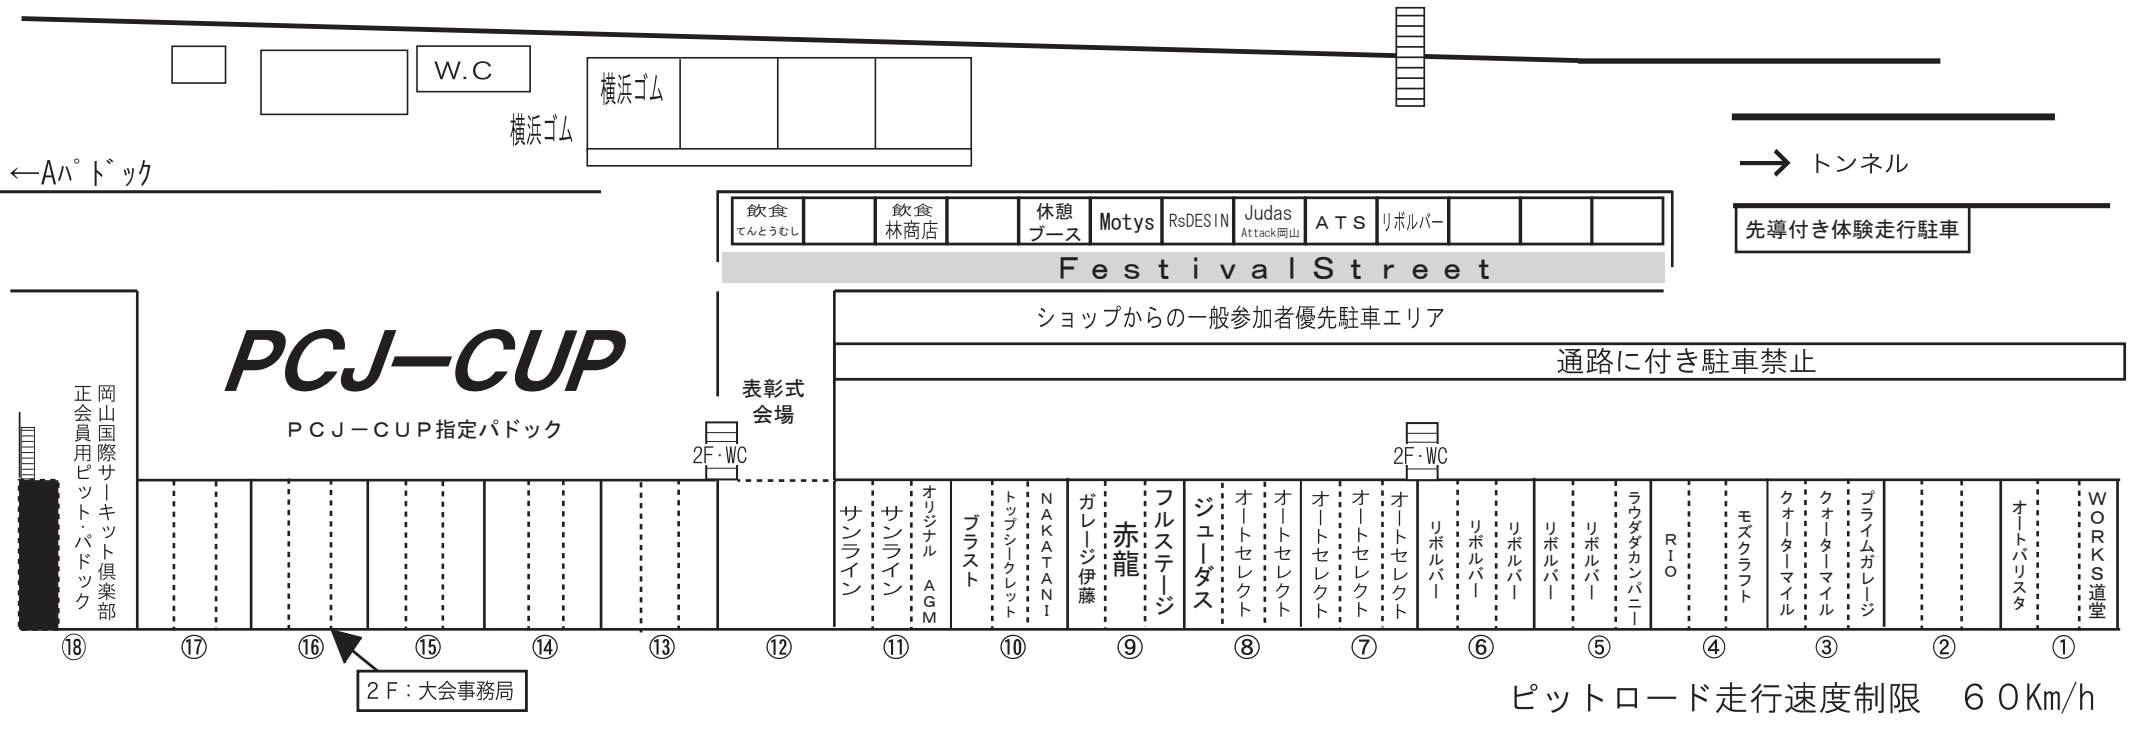 W.C
横浜ゴム
横浜ゴム
←Aパドック
→ トンネル
飲食
てんとうむし
飲食
林商店
休憩
ブース
Motys
RsDESIN
Judas
Attack岡山
ATS
リボルバー
先導付き体験走行駐車
FestivalStreet
ショップからの一般参加者優先駐車エリア
通路に付き駐車禁止
PCJ-CUP
PCJ-CUP指定パドック
表彰式
会場
2F・WC
2F・WC
岡山国際サーキット倶楽部
正会員用ピット・パドック
サンライン
サンライン
オリジナル AGM
ブラスト
トップシークレット
NAKATANI
ガレージ伊藤
赤龍
フルステージ
ジューダス
オートセレクト
オートセレクト
オートセレクト
オートセレクト
オートセレクト
リボルバー
リボルバー
リボルバー
リボルバー
リボルバー
ラウダダカンパニー
RIO
モズクラフト
クォーターマイル
クォーターマイル
プライムガレージ
オートバリスタ
WORKS道堂
⑱ ⑰ ⑯ ⑮ ⑭ ⑬ ⑫ ⑪ ⑩ ⑨ ⑧ ⑦ ⑥ ⑤ ④ ③ ② ①
2F:大会事務局
ピットロード走行速度制限 60Km/h